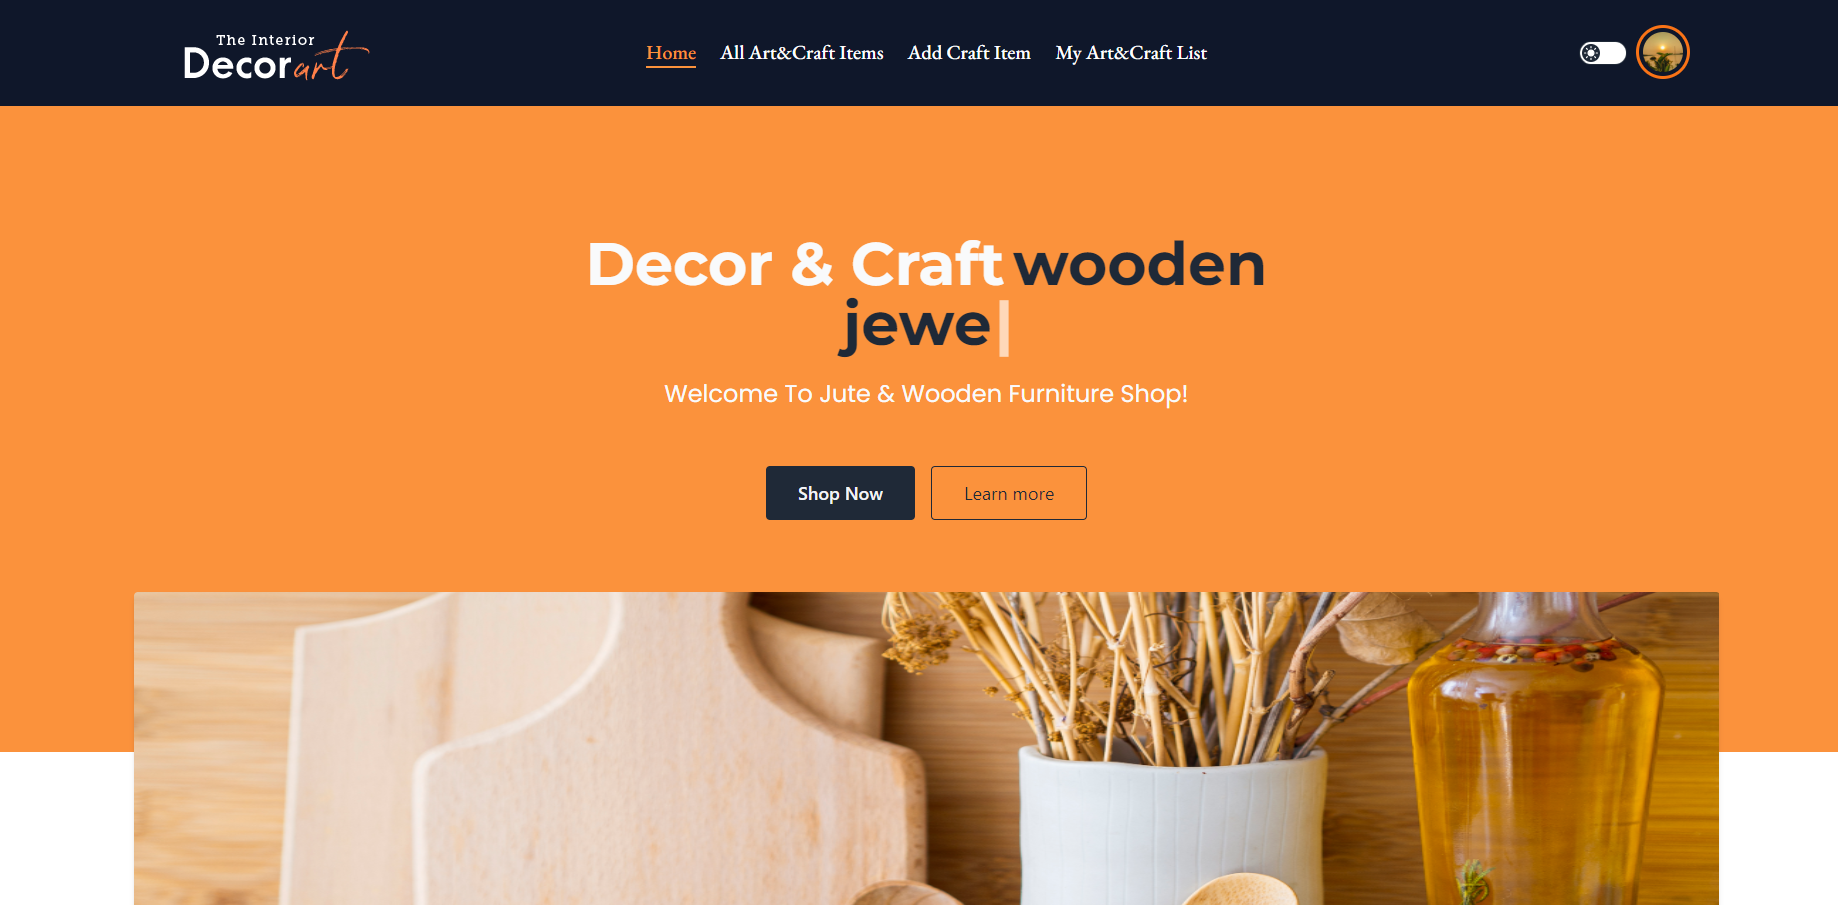 The Interior
Decorart
Home All Art&Craft Items Add Craft Item My Art&Craft List
Decor & Craft wooden
jewe|
Welcome To Jute & Wooden Furniture Shop!
Shop Now Learn more